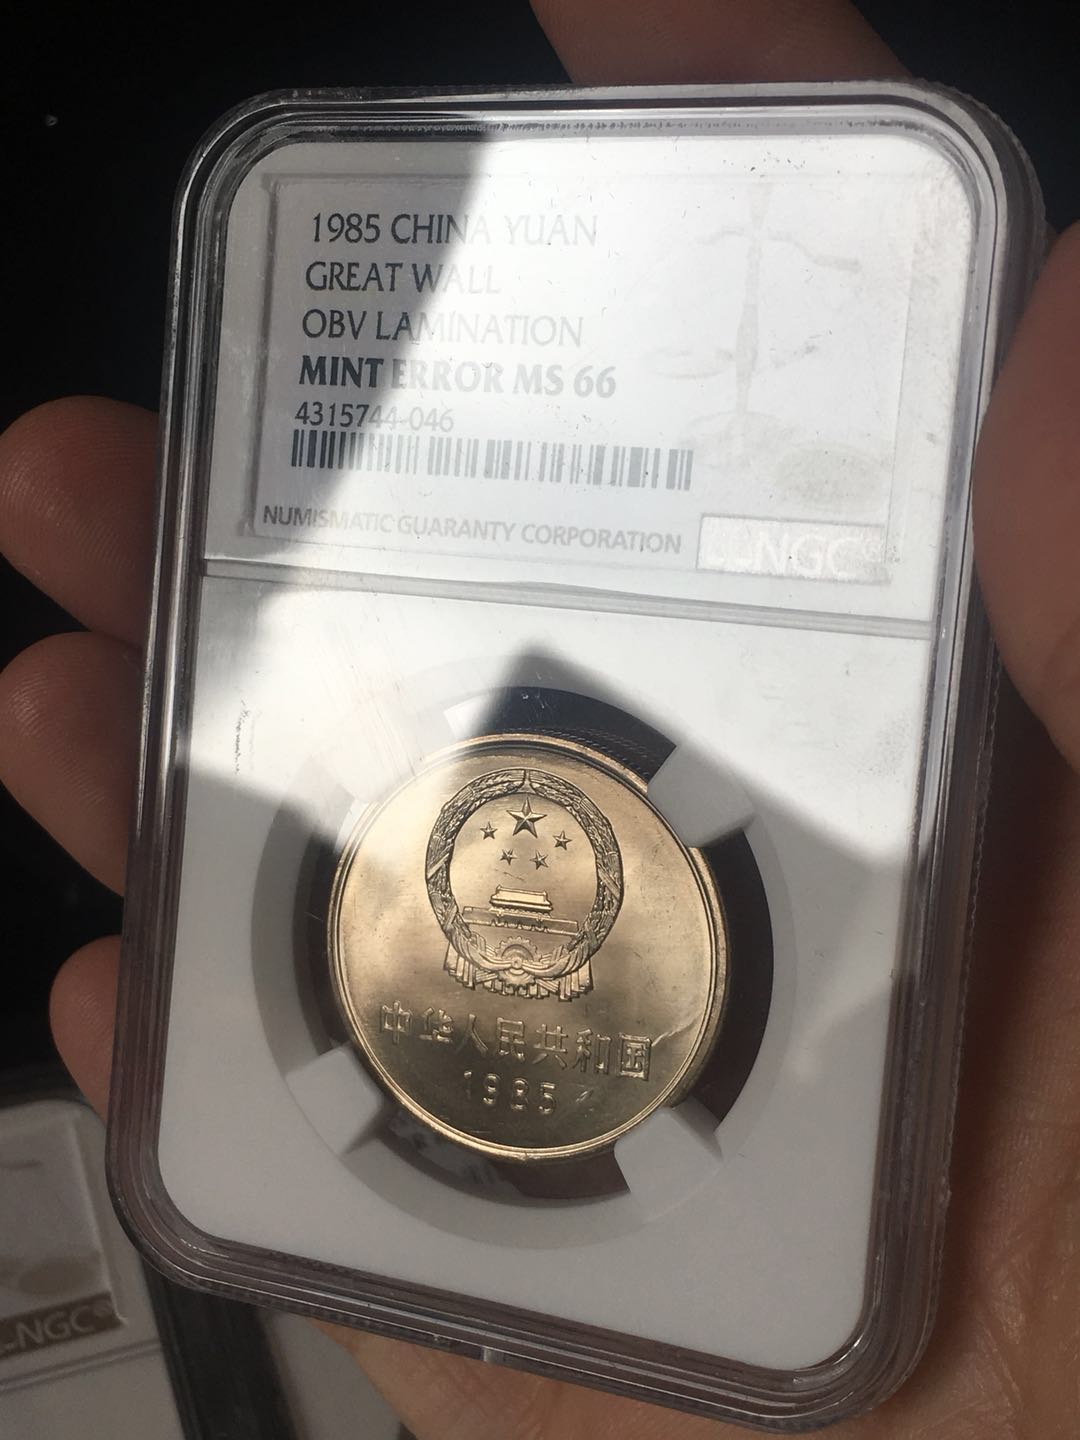 1985 CHINA YUAN
GREAT WALL
OBV LAMINATION
MINT ERROR MS 66
4315744-046
NUMISMATIC GUARANTY CORPORATION
NGC®
中华人民共和国
1985
NGC®